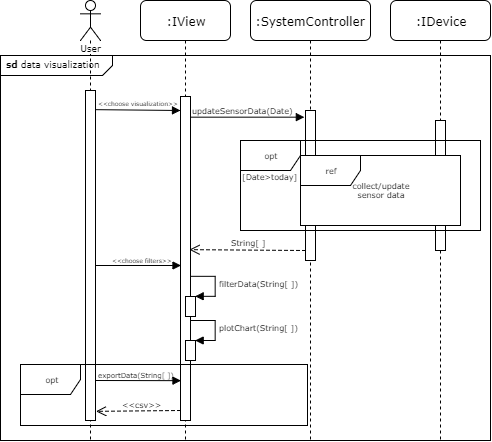 :IView
:SystemController
:IDevice
User
sd data visualization
<<choose visualization>>
updateSensorData(Date)
opt
[Date>today]
ref
collect/update
sensor data
String[ ]
<<choose filters>>
filterData(String[ ])
plotChart(String[ ])
opt
exportData(String[ ])
<<csv>>